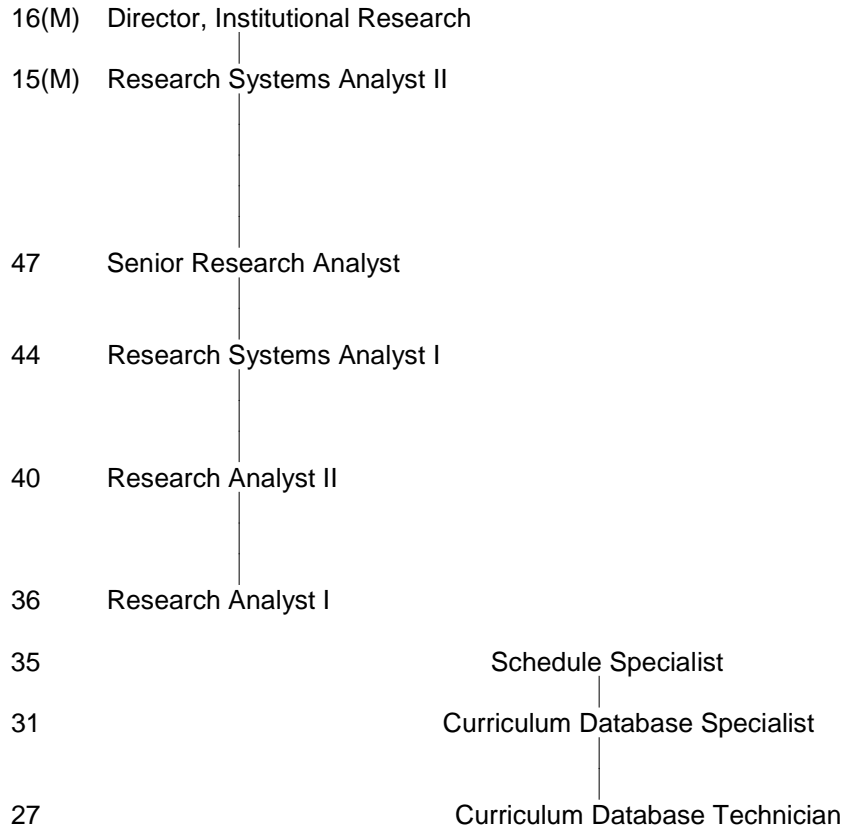 16(M) Director, Institutional Research
15(M) Research Systems Analyst II
47 Senior Research Analyst
44 Research Systems Analyst I
40 Research Analyst II
36 Research Analyst I
35 Schedule Specialist
31 Curriculum Database Specialist
27 Curriculum Database Technician